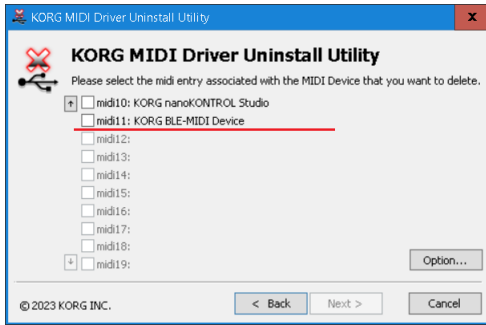 KORG MIDI Driver Uninstall Utility
x
KORG MIDI Driver Uninstall Utility
Please select the midi entry associated with the MIDI Device that you want to delete.
midi10: KORG nanoKONTROL Studio
midi11: KORG BLE-MIDI Device
midi12:
midi13:
midi14:
midi15:
midi16:
midi17:
midi18:
midi19:
Option...
© 2023 KORG INC.
< Back
Next >
Cancel